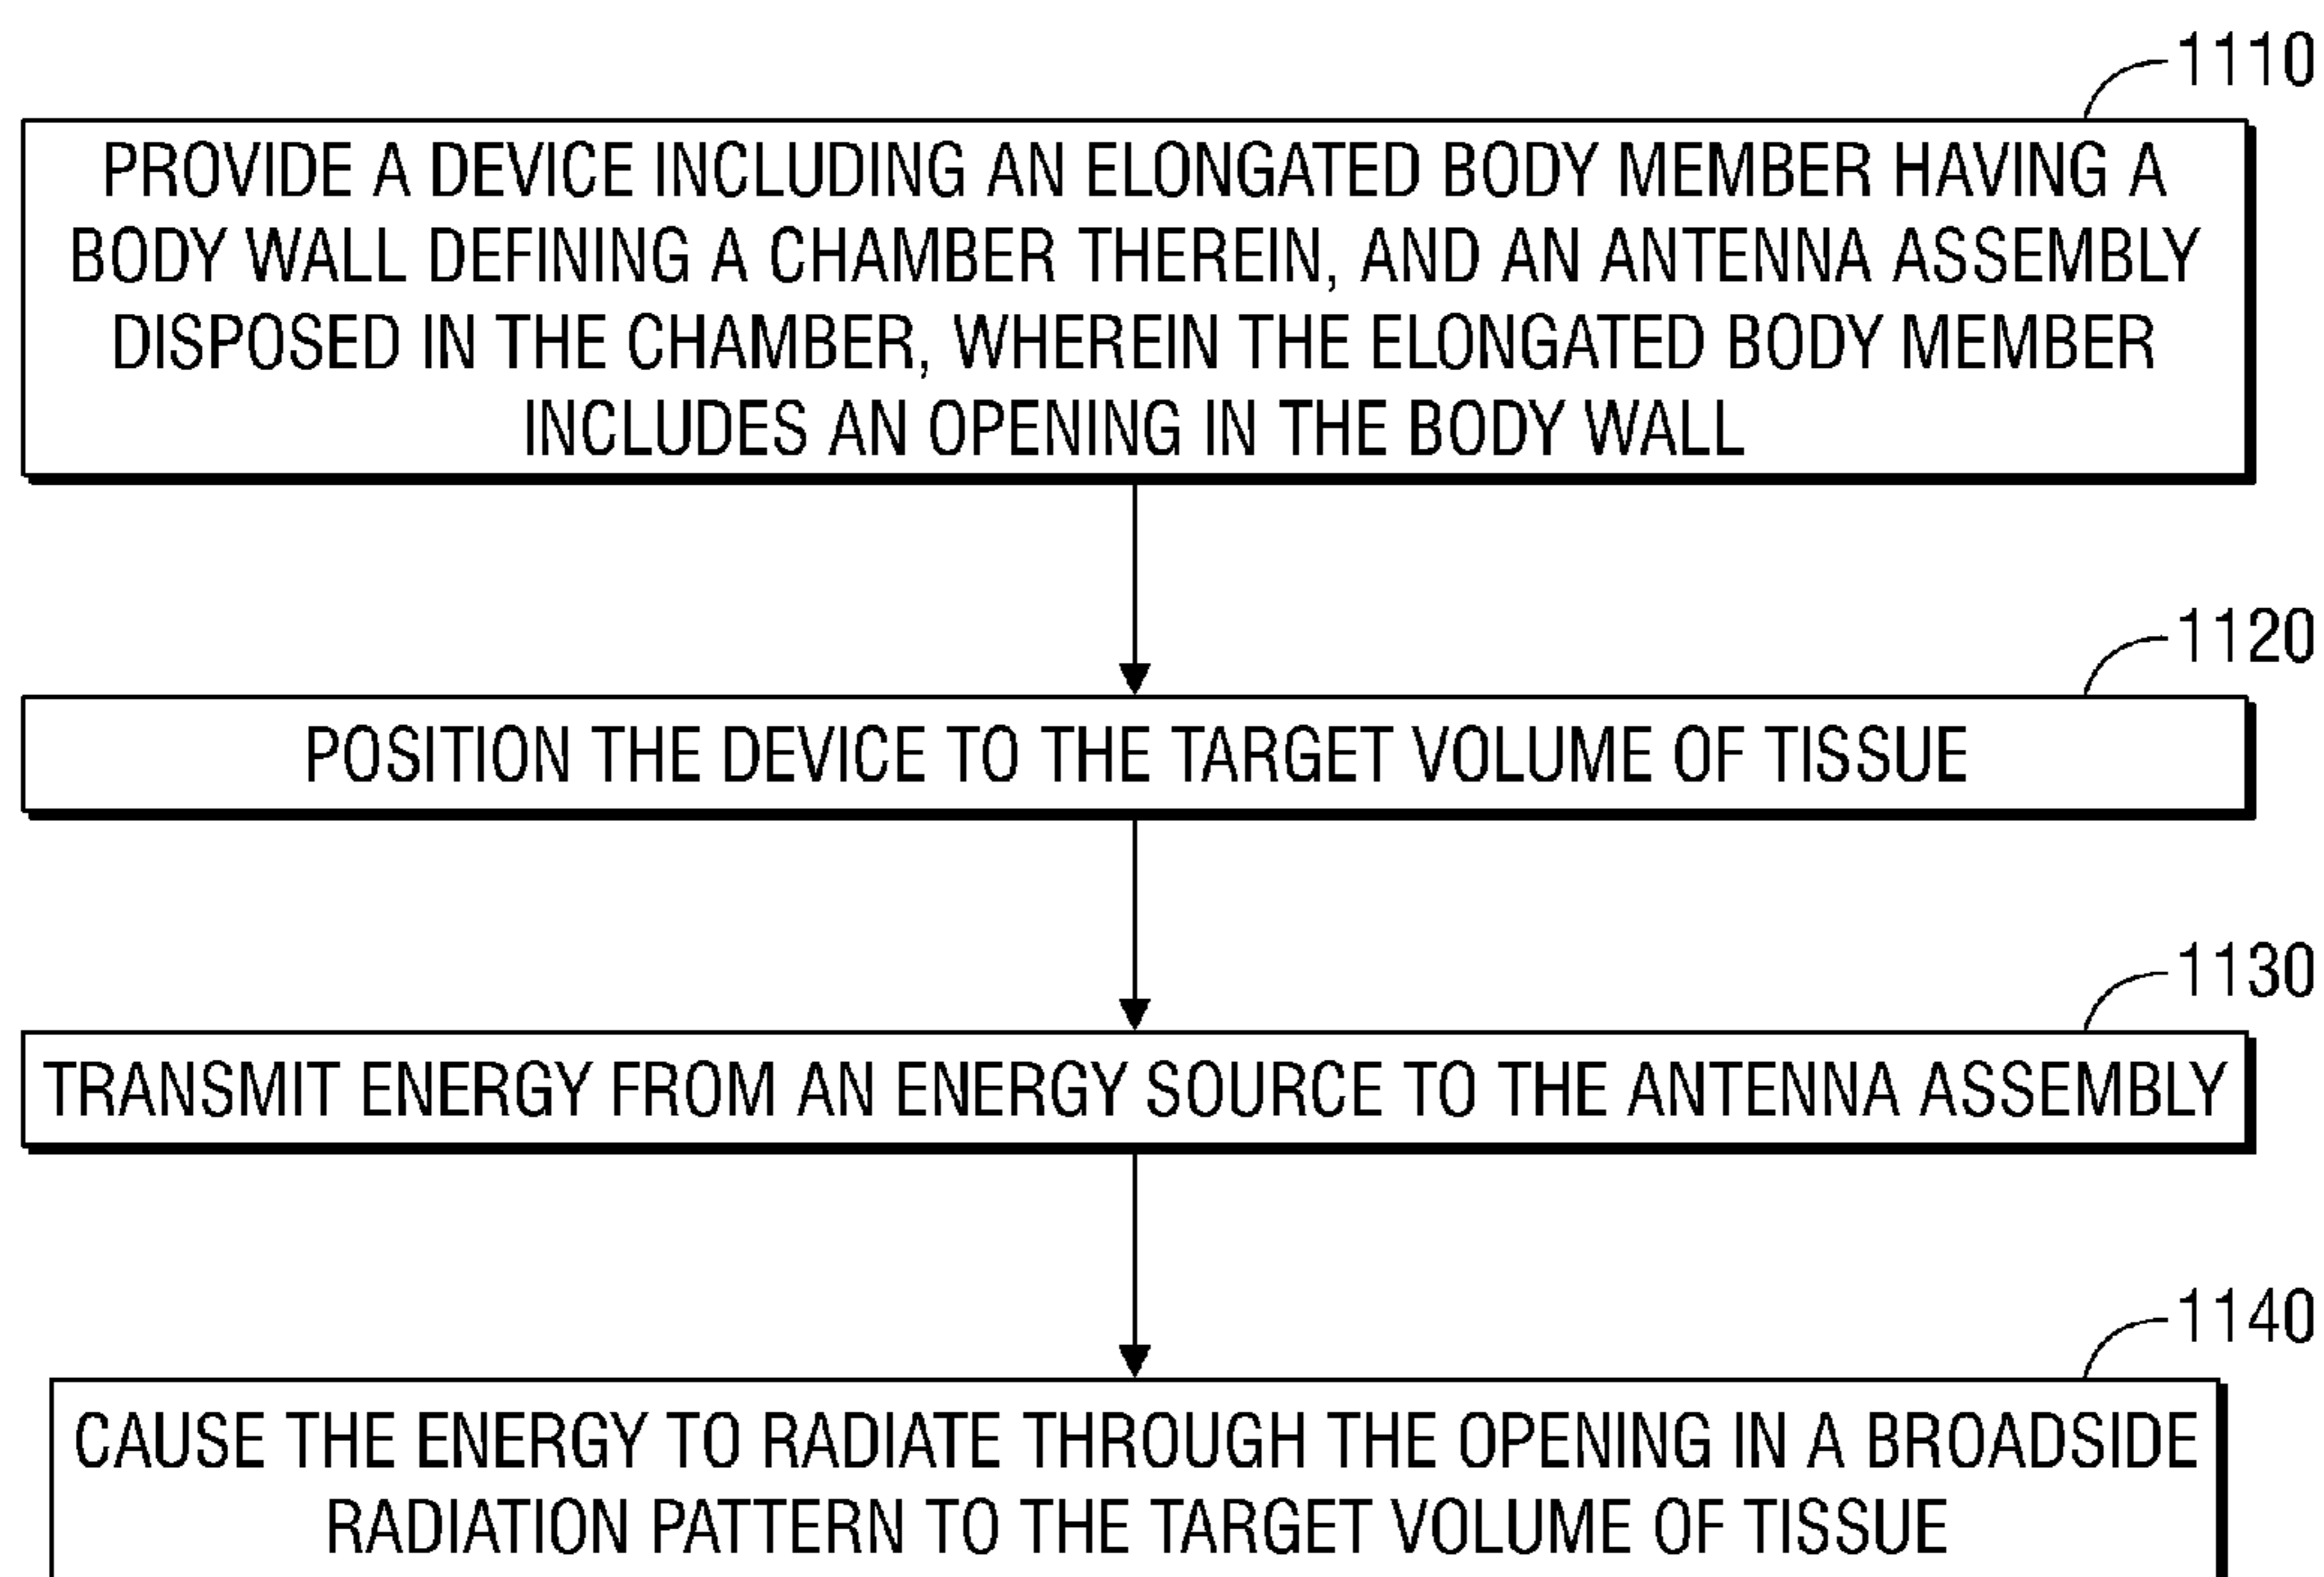 1110
PROVIDE A DEVICE INCLUDING AN ELONGATED BODY MEMBER HAVING A
BODY WALL DEFINING A CHAMBER THEREIN, AND AN ANTENNA ASSEMBLY
DISPOSED IN THE CHAMBER, WHEREIN THE ELONGATED BODY MEMBER
INCLUDES AN OPENING IN THE BODY WALL
1120
POSITION THE DEVICE TO THE TARGET VOLUME OF TISSUE
1130
TRANSMIT ENERGY FROM AN ENERGY SOURCE TO THE ANTENNA ASSEMBLY
1140
CAUSE THE ENERGY TO RADIATE THROUGH THE OPENING IN A BROADSIDE
RADIATION PATTERN TO THE TARGET VOLUME OF TISSUE